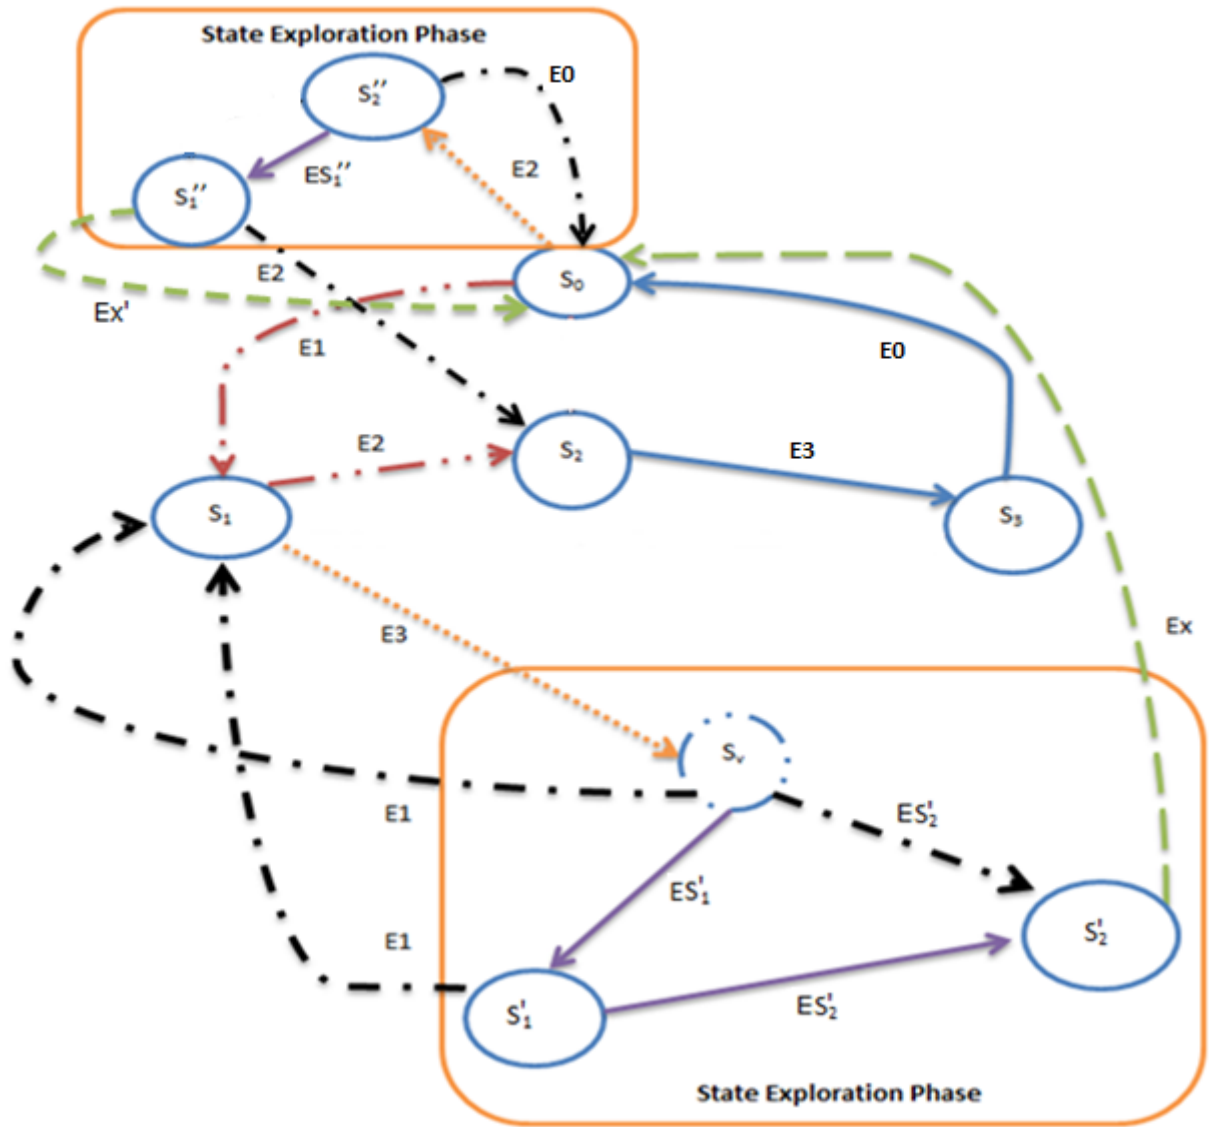 State Exploration Phase
S₂′′
E0
ES₁′′
E2
S₁′′
E2
S₀
Ex'
E1
E0
E2
S₂
E3
S₁
S₃
E3
Ex
Sᵥ
E1
ES'₂
ES'₁
E1
S'₂
ES'₂
S'₁
State Exploration Phase